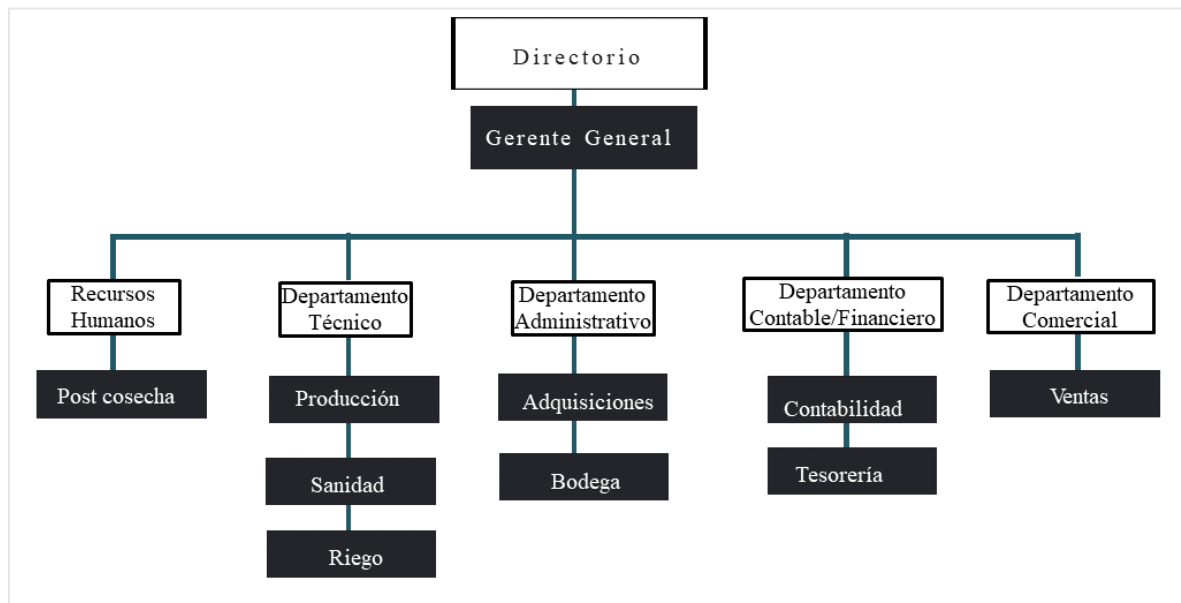 Directorio
Gerente General
Recursos
Humanos
Departamento
Técnico
Departamento
Administrativo
Departamento
Contable/Financiero
Departamento
Comercial
Post cosecha
Producción
Adquisiciones
Contabilidad
Ventas
Sanidad
Bodega
Tesorería
Riego